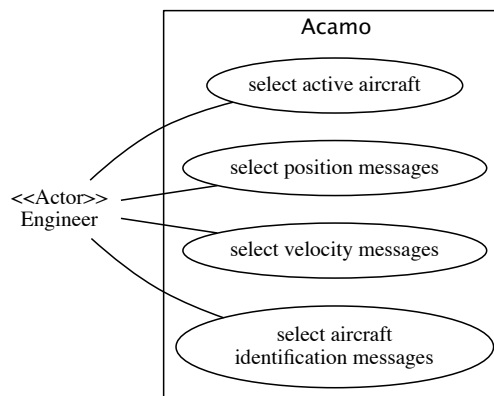 Acamo
select active aircraft
select position messages
<<Actor>>
Engineer
select velocity messages
select aircraft
identification messages